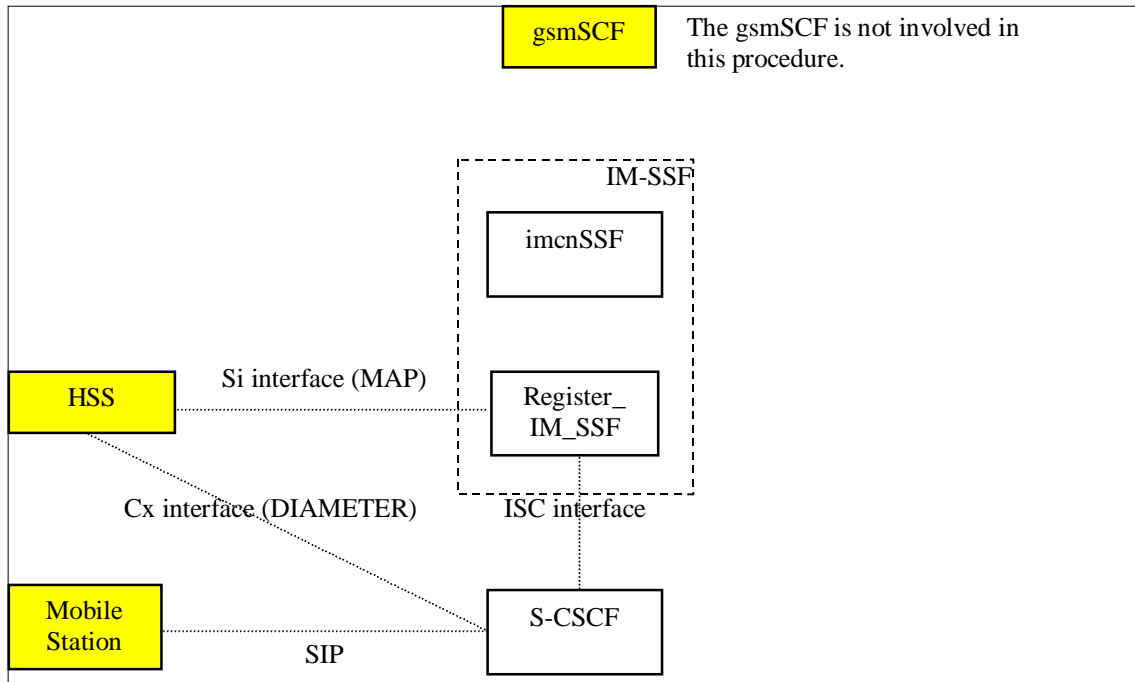 gsmSCF
The gsmSCF is not involved in
this procedure.
IM-SSF
imcnSSF
Si interface (MAP)
HSS
Register_
IM_SSF
Cx interface (DIAMETER)
ISC interface
Mobile
Station
S-CSCF
SIP